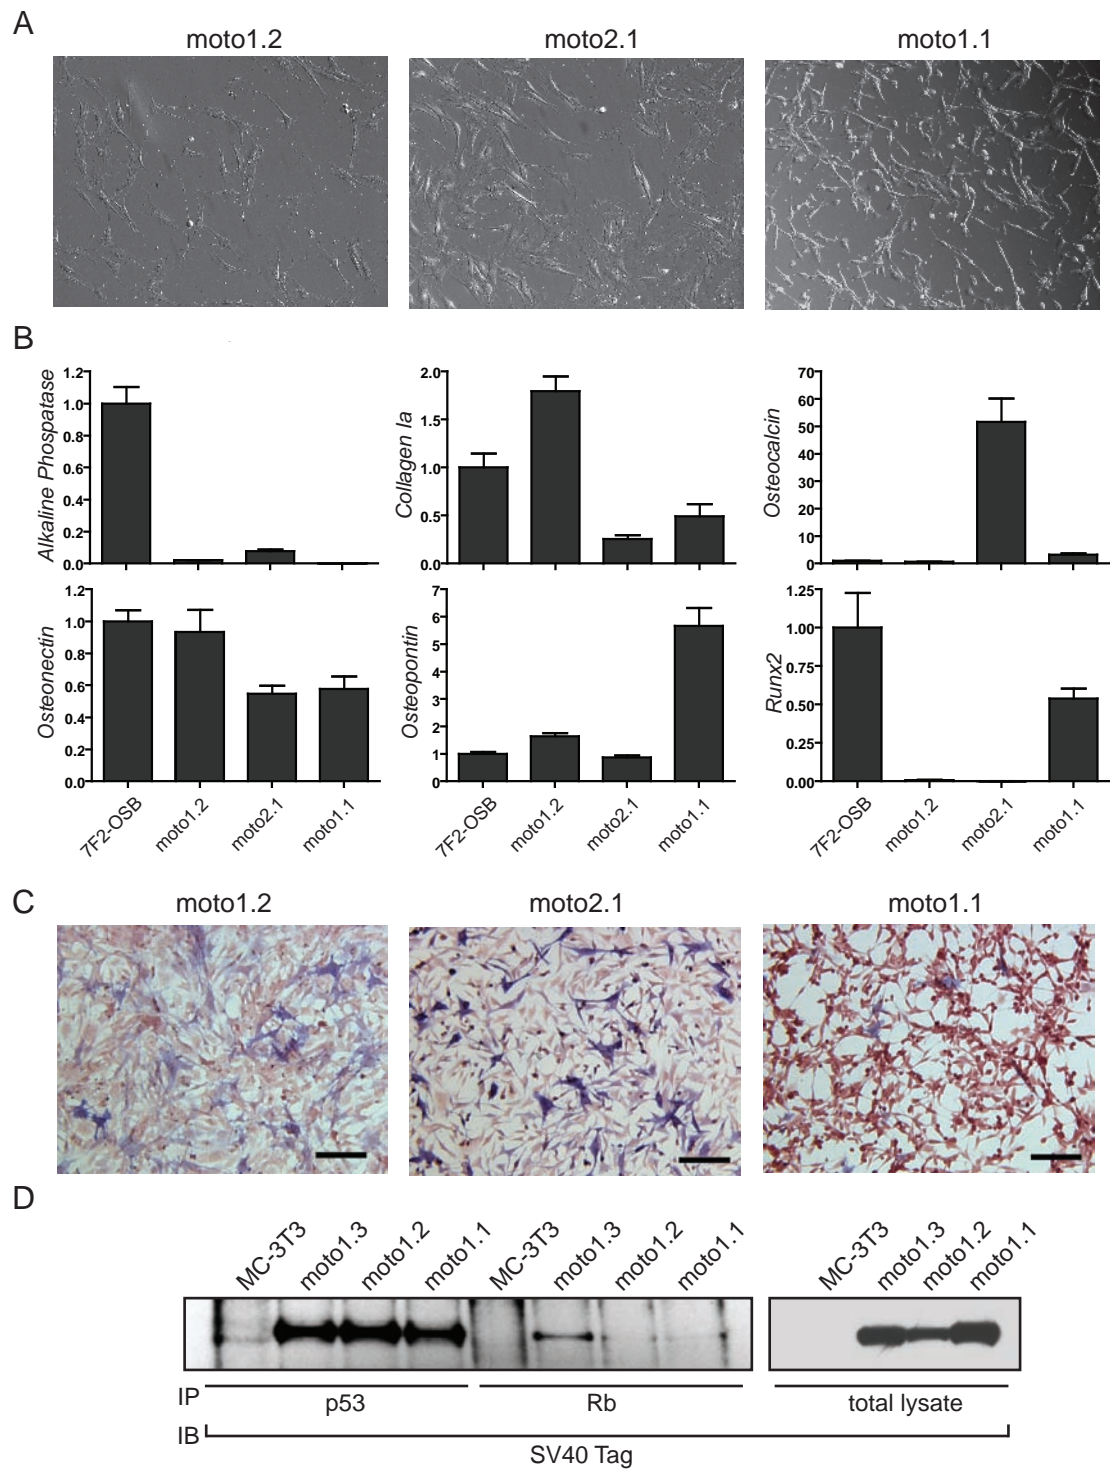 A
moto1.2 moto2.1 moto1.1
B
Alkaline Phospatase
1.2
1.0
0.8
0.6
0.4
0.2
0.0
Collagen Ia
2.0
1.5
1.0
0.5
0.0
Osteocalcin
70
60
50
40
30
20
10
0
Osteonectin
1.2
1.0
0.8
0.6
0.4
0.2
0.0
7F2-OSB moto1.2 moto2.1 moto1.1
Osteopontin
7
6
5
4
3
2
1
0
7F2-OSB moto1.2 moto2.1 moto1.1
Runx2
1.25
1.00
0.75
0.50
0.25
0.00
7F2-OSB moto1.2 moto2.1 moto1.1
C
moto1.2 moto2.1 moto1.1
D
MC-3T3 moto1.3 moto1.2 moto1.1 MC-3T3 moto1.3 moto1.2 moto1.1 MC-3T3 moto1.3 moto1.2 moto1.1
IP p53 Rb total lysate
IB
SV40 Tag